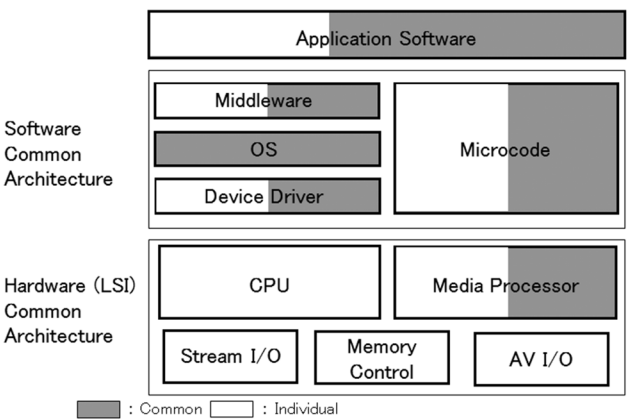 Application Software
Software
Common
Architecture
Middleware
OS
Device Driver
Microcode
Hardware (LSI)
Common
Architecture
CPU
Media Processor
Stream I/O
Memory
Control
AV I/O
: Common : Individual